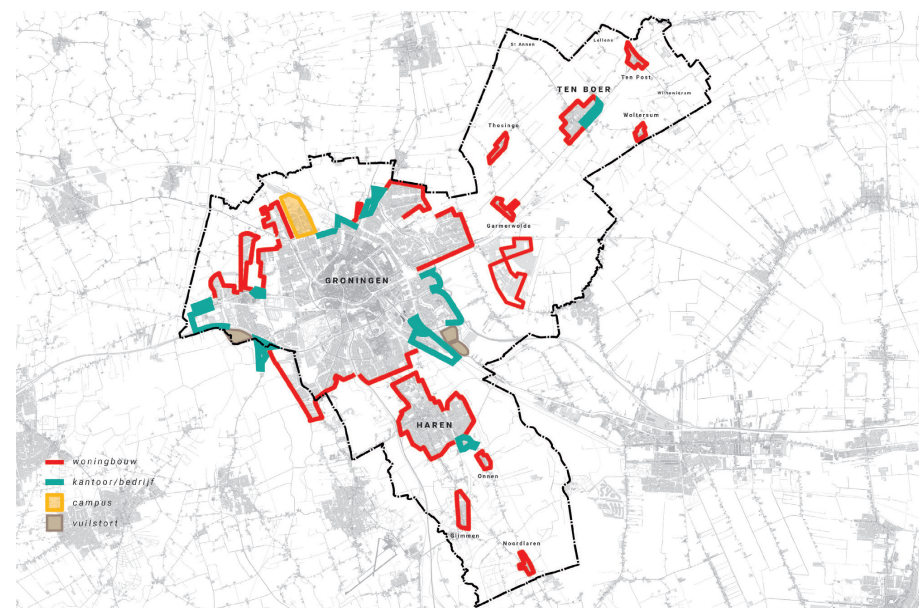 St. Annen
Lellens
Ten Post
TEN BOER
Wittewierum
Thesinge
Woltersum
Garmerwolde
GRONINGEN
HAREN
Onnen
Glimmen
Noordlaren
woningbouw
kantoor/bedrijf
campus
vuilstort